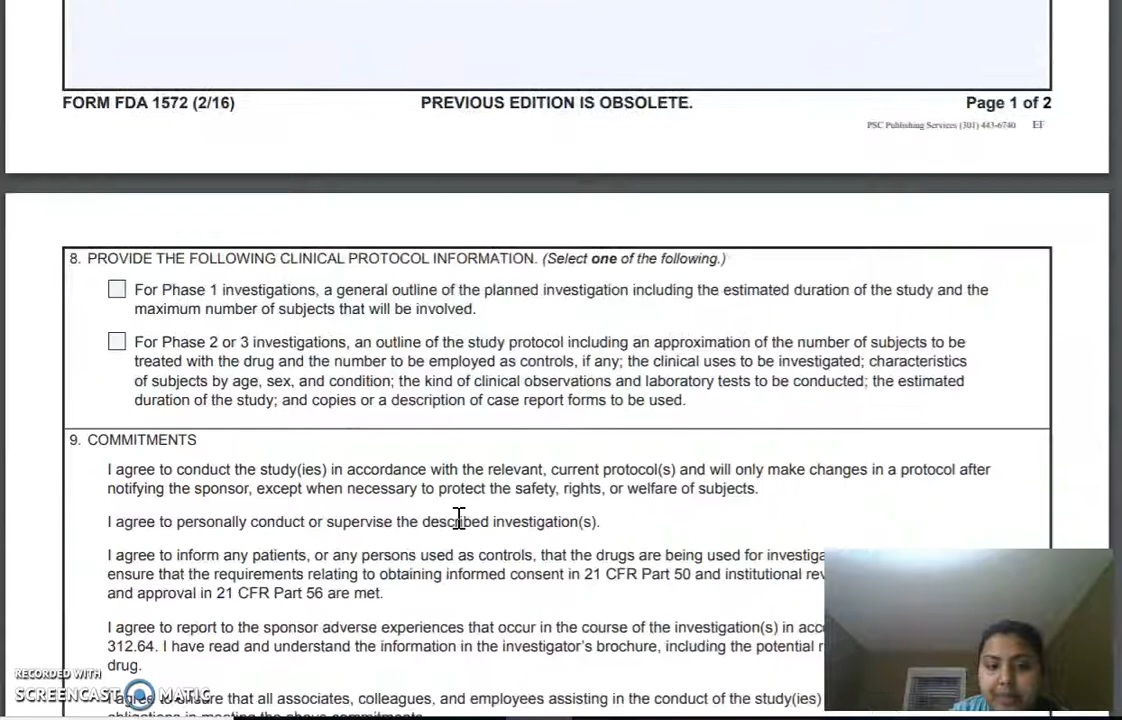 FORM FDA 1572 (2/16) PREVIOUS EDITION IS OBSOLETE. Page 1 of 2
PSC Publishing Services (301) 443-6740 EF
8. PROVIDE THE FOLLOWING CLINICAL PROTOCOL INFORMATION. (Select one of the following.)
For Phase 1 investigations, a general outline of the planned investigation including the estimated duration of the study and the
maximum number of subjects that will be involved.
For Phase 2 or 3 investigations, an outline of the study protocol including an approximation of the number of subjects to be
treated with the drug and the number to be employed as controls, if any; the clinical uses to be investigated; characteristics
of subjects by age, sex, and condition; the kind of clinical observations and laboratory tests to be conducted; the estimated
duration of the study; and copies or a description of case report forms to be used.
9. COMMITMENTS
I agree to conduct the study(ies) in accordance with the relevant, current protocol(s) and will only make changes in a protocol after
notifying the sponsor, except when necessary to protect the safety, rights, or welfare of subjects.
I agree to personally conduct or supervise the described investigation(s).
I agree to inform any patients, or any persons used as controls, that the drugs are being used for
ensure that the requirements relating to obtaining informed consent in 21 CFR Part 50 and institutional
and approval in 21 CFR Part 56 are met.
I agree to report to the sponsor adverse experiences that occur in the course of the investigation(s) in
312.64. I have read and understand the information in the investigator's brochure, including the potential
drug.
I agree to ensure that all associates, colleagues, and employees assisting in the conduct of the study(ies)
RECORDED WITH
SCREENCAST MATIC